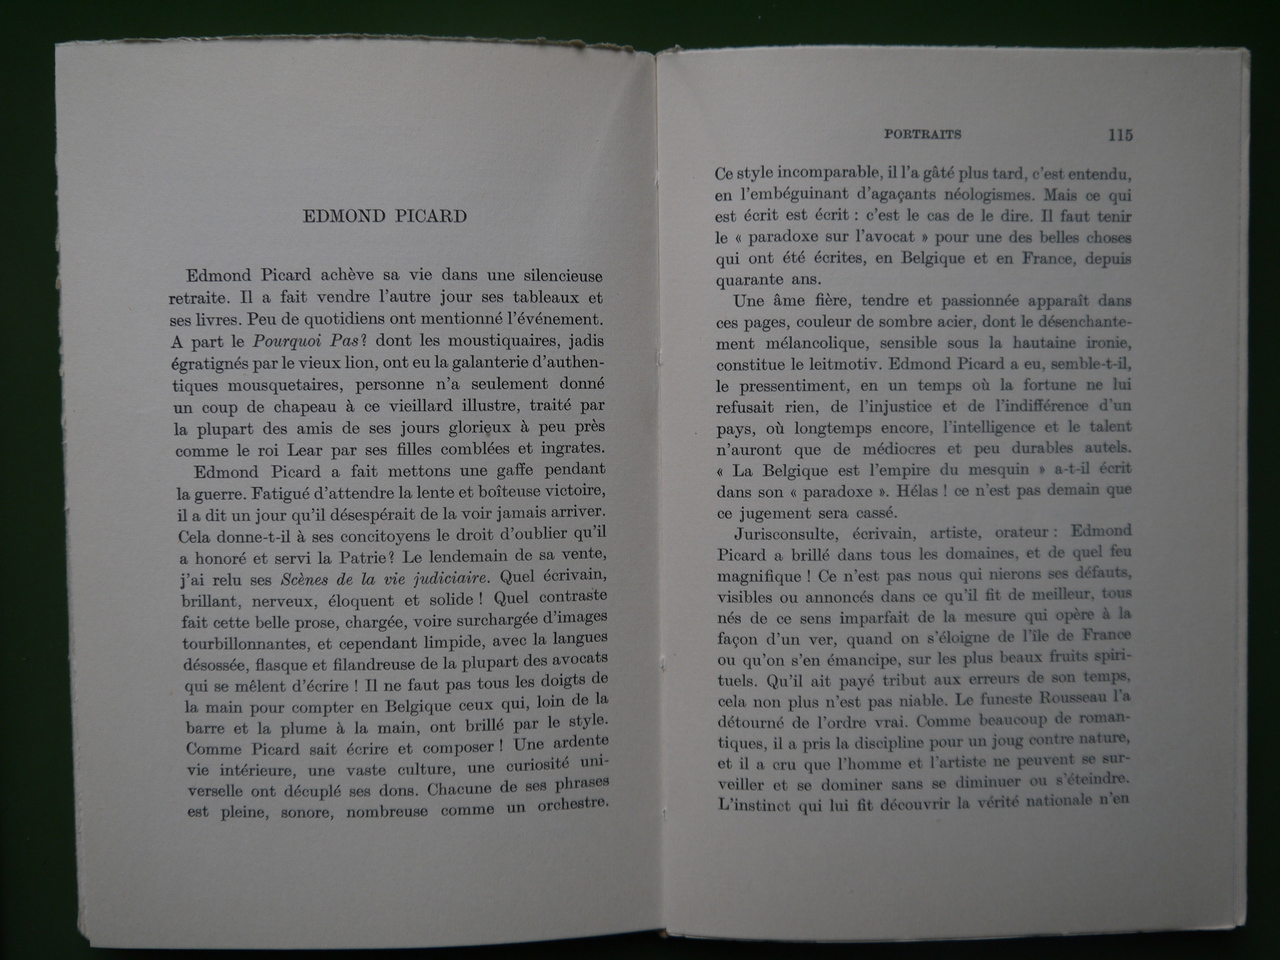 EDMOND PICARD
Edmond Picard achève sa vie dans une silencieuse
retraite. Il a fait vendre l'autre jour ses tableaux et
ses livres. Peu de quotidiens ont mentionné l'événement.
A part le Pourquoi Pas? dont les moustiquaires, jadis
égratignés par le vieux lion, ont eu la galanterie d'authen-
tiques mousquetaires, personne n'a seulement donné
un coup de chapeau à ce vieillard illustre, traité par
la plupart des amis de ses jours glorieux à peu près
comme le roi Lear par ses filles comblées et ingrates.
Edmond Picard a fait mettons une gaffe pendant
la guerre. Fatigué d'attendre la lente et boîteuse victoire,
il a dit un jour qu'il désespérait de la voir jamais arriver.
Cela donne-t-il à ses concitoyens le droit d'oublier qu'il
a honoré et servi la Patrie? Le lendemain de sa vente,
j'ai relu ses Scènes de la vie judiciaire. Quel écrivain,
brillant, nerveux, éloquent et solide ! Quel contraste
fait cette belle prose, chargée, voire surchargée d'images
tourbillonnantes, et cependant limpide, avec la langues
désossée, flasque et filandreuse de la plupart des avocats
qui se mêlent d'écrire ! Il ne faut pas tous les doigts de
la main pour compter en Belgique ceux qui, loin de la
barre et la plume à la main, ont brillé par le style.
Comme Picard sait écrire et composer ! Une ardente
vie intérieure, une vaste culture, une curiosité uni-
verselle ont décuplé ses dons. Chacune de ses phrases
est pleine, sonore, nombreuse comme un orchestre.
PORTRAITS 115
Ce style incomparable, il l'a gâté plus tard, c'est entendu,
en l'embéguinant d'agaçants néologismes. Mais ce qui
est écrit est écrit : c'est le cas de le dire. Il faut tenir
le « paradoxe sur l'avocat » pour une des belles choses
qui ont été écrites, en Belgique et en France, depuis
quarante ans.
Une âme fière, tendre et passionnée apparaît dans
ces pages, couleur de sombre acier, dont le désenchante-
ment mélancolique, sensible sous la hautaine ironie,
constitue le leitmotiv. Edmond Picard a eu, semble-t-il,
le pressentiment, en un temps où la fortune ne lui
refusait rien, de l'injustice et de l'indifférence d'un
pays, où longtemps encore, l'intelligence et le talent
n'auront que de médiocres et peu durables autels.
« La Belgique est l'empire du mesquin » a-t-il écrit
dans son « paradoxe ». Hélas ! ce n'est pas demain que
ce jugement sera cassé.
Jurisconsulte, écrivain, artiste, orateur : Edmond
Picard a brillé dans tous les domaines, et de quel feu
magnifique ! Ce n'est pas nous qui nierons ses défauts,
visibles ou annoncés dans ce qu'il fit de meilleur, tous
nés de ce sens imparfait de la mesure qui opère à la
façon d'un ver, quand on s'éloigne de l'île de France
ou qu'on s'en émancipe, sur les plus beaux fruits spiri-
tuels. Qu'il ait payé tribut aux erreurs de son temps,
cela non plus n'est pas niable. Le funeste Rousseau l'a
détourné de l'ordre vrai. Comme beaucoup de roman-
tiques, il a pris la discipline pour un joug contre nature,
et il a cru que l'homme et l'artiste ne peuvent se sur-
veiller et se dominer sans se diminuer ou s'éteindre.
L'instinct qui lui fit découvrir la vérité nationale n'en